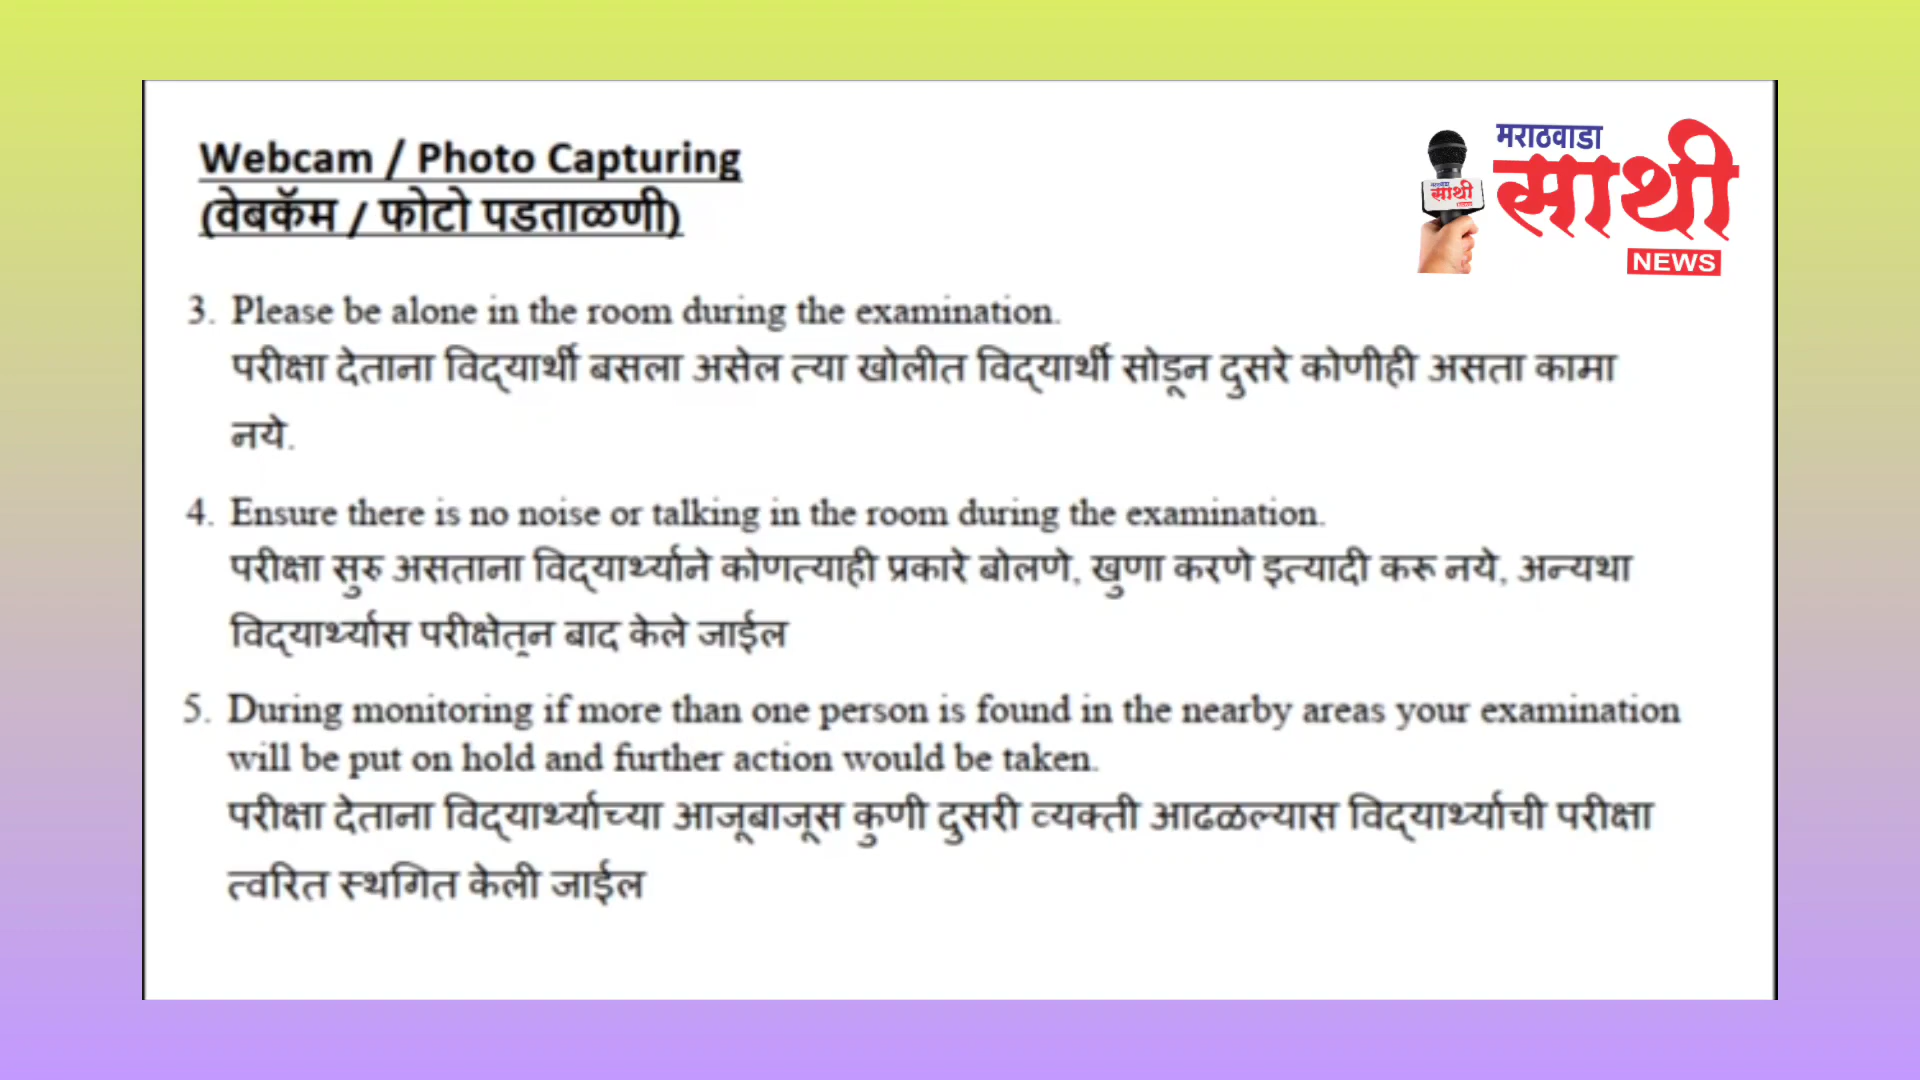 Webcam / Photo Capturing
(वेबकॅम / फोटो पडताळणी)
मराठवाडा
साथी
NEWS
साथी
3. Please be alone in the room during the examination.
परीक्षा देताना विद्यार्थी बसला असेल त्या खोलीत विद्यार्थी सोडून दुसरे कोणीही असता कामा
नये.
4. Ensure there is no noise or talking in the room during the examination.
परीक्षा सुरु असताना विद्यार्थ्याने कोणत्याही प्रकारे बोलणे, खुणा करणे इत्यादी करू नये, अन्यथा
विद्यार्थ्यास परीक्षेतून बाद केले जाईल
5. During monitoring if more than one person is found in the nearby areas your examination
will be put on hold and further action would be taken.
परीक्षा देताना विद्यार्थ्याच्या आजूबाजूस कुणी दुसरी व्यक्ती आढळल्यास विद्यार्थ्याची परीक्षा
त्वरित स्थगित केली जाईल